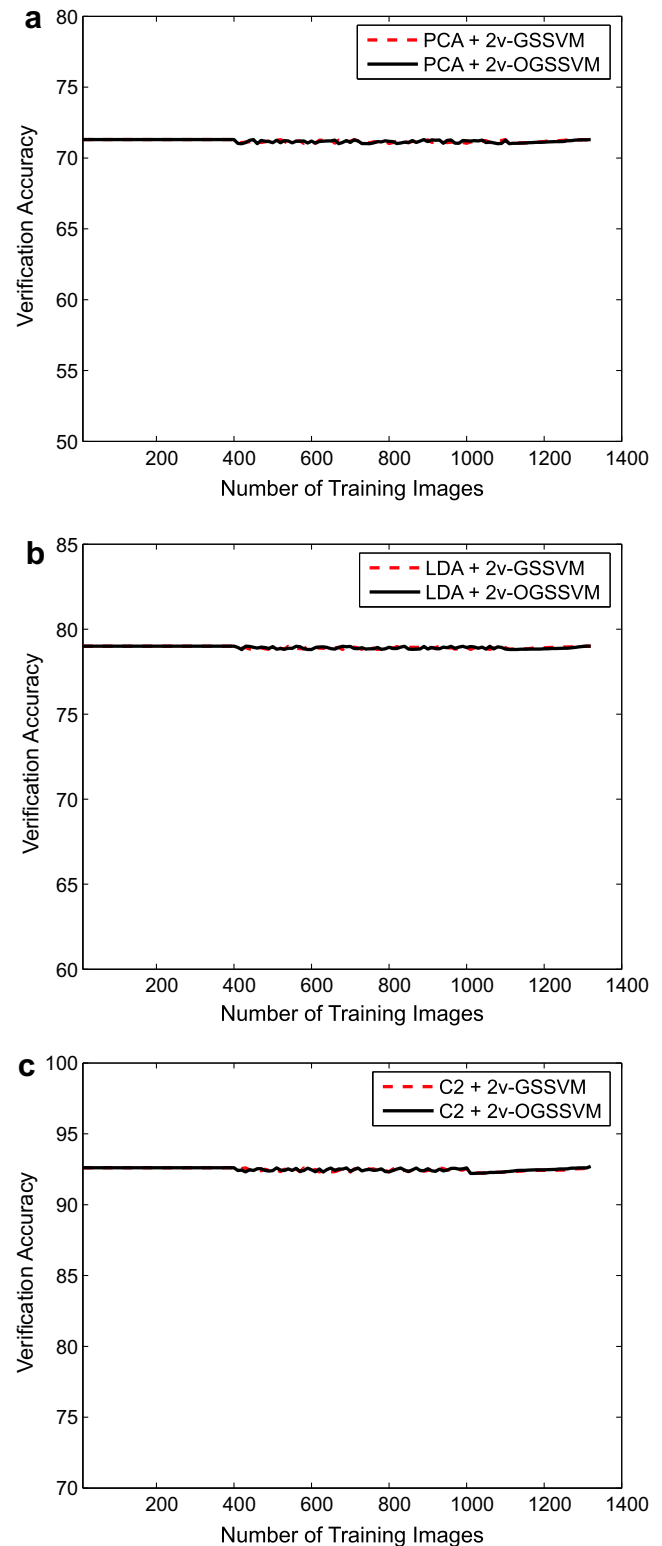 a
80
75
70
65
60
55
50
Verification Accuracy
PCA + 2v-GSSVM
PCA + 2v-OGSSVM
200 400 600 800 1000 1200 1400
Number of Training Images
b
85
80
75
70
65
60
Verification Accuracy
LDA + 2v-GSSVM
LDA + 2v-OGSSVM
200 400 600 800 1000 1200 1400
Number of Training Images
c
100
95
90
85
80
75
70
Verification Accuracy
C2 + 2v-GSSVM
C2 + 2v-OGSSVM
200 400 600 800 1000 1200 1400
Number of Training Images